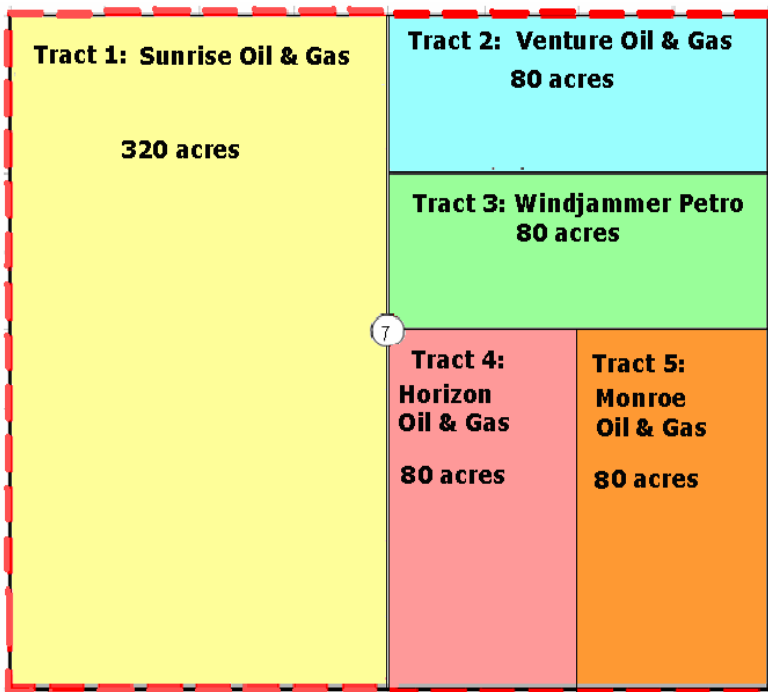 Tract 1: Sunrise Oil & Gas
320 acres
Tract 2: Venture Oil & Gas
80 acres
Tract 3: Windjammer Petro
80 acres
7
Tract 4:
Horizon
Oil & Gas
80 acres
Tract 5:
Monroe
Oil & Gas
80 acres